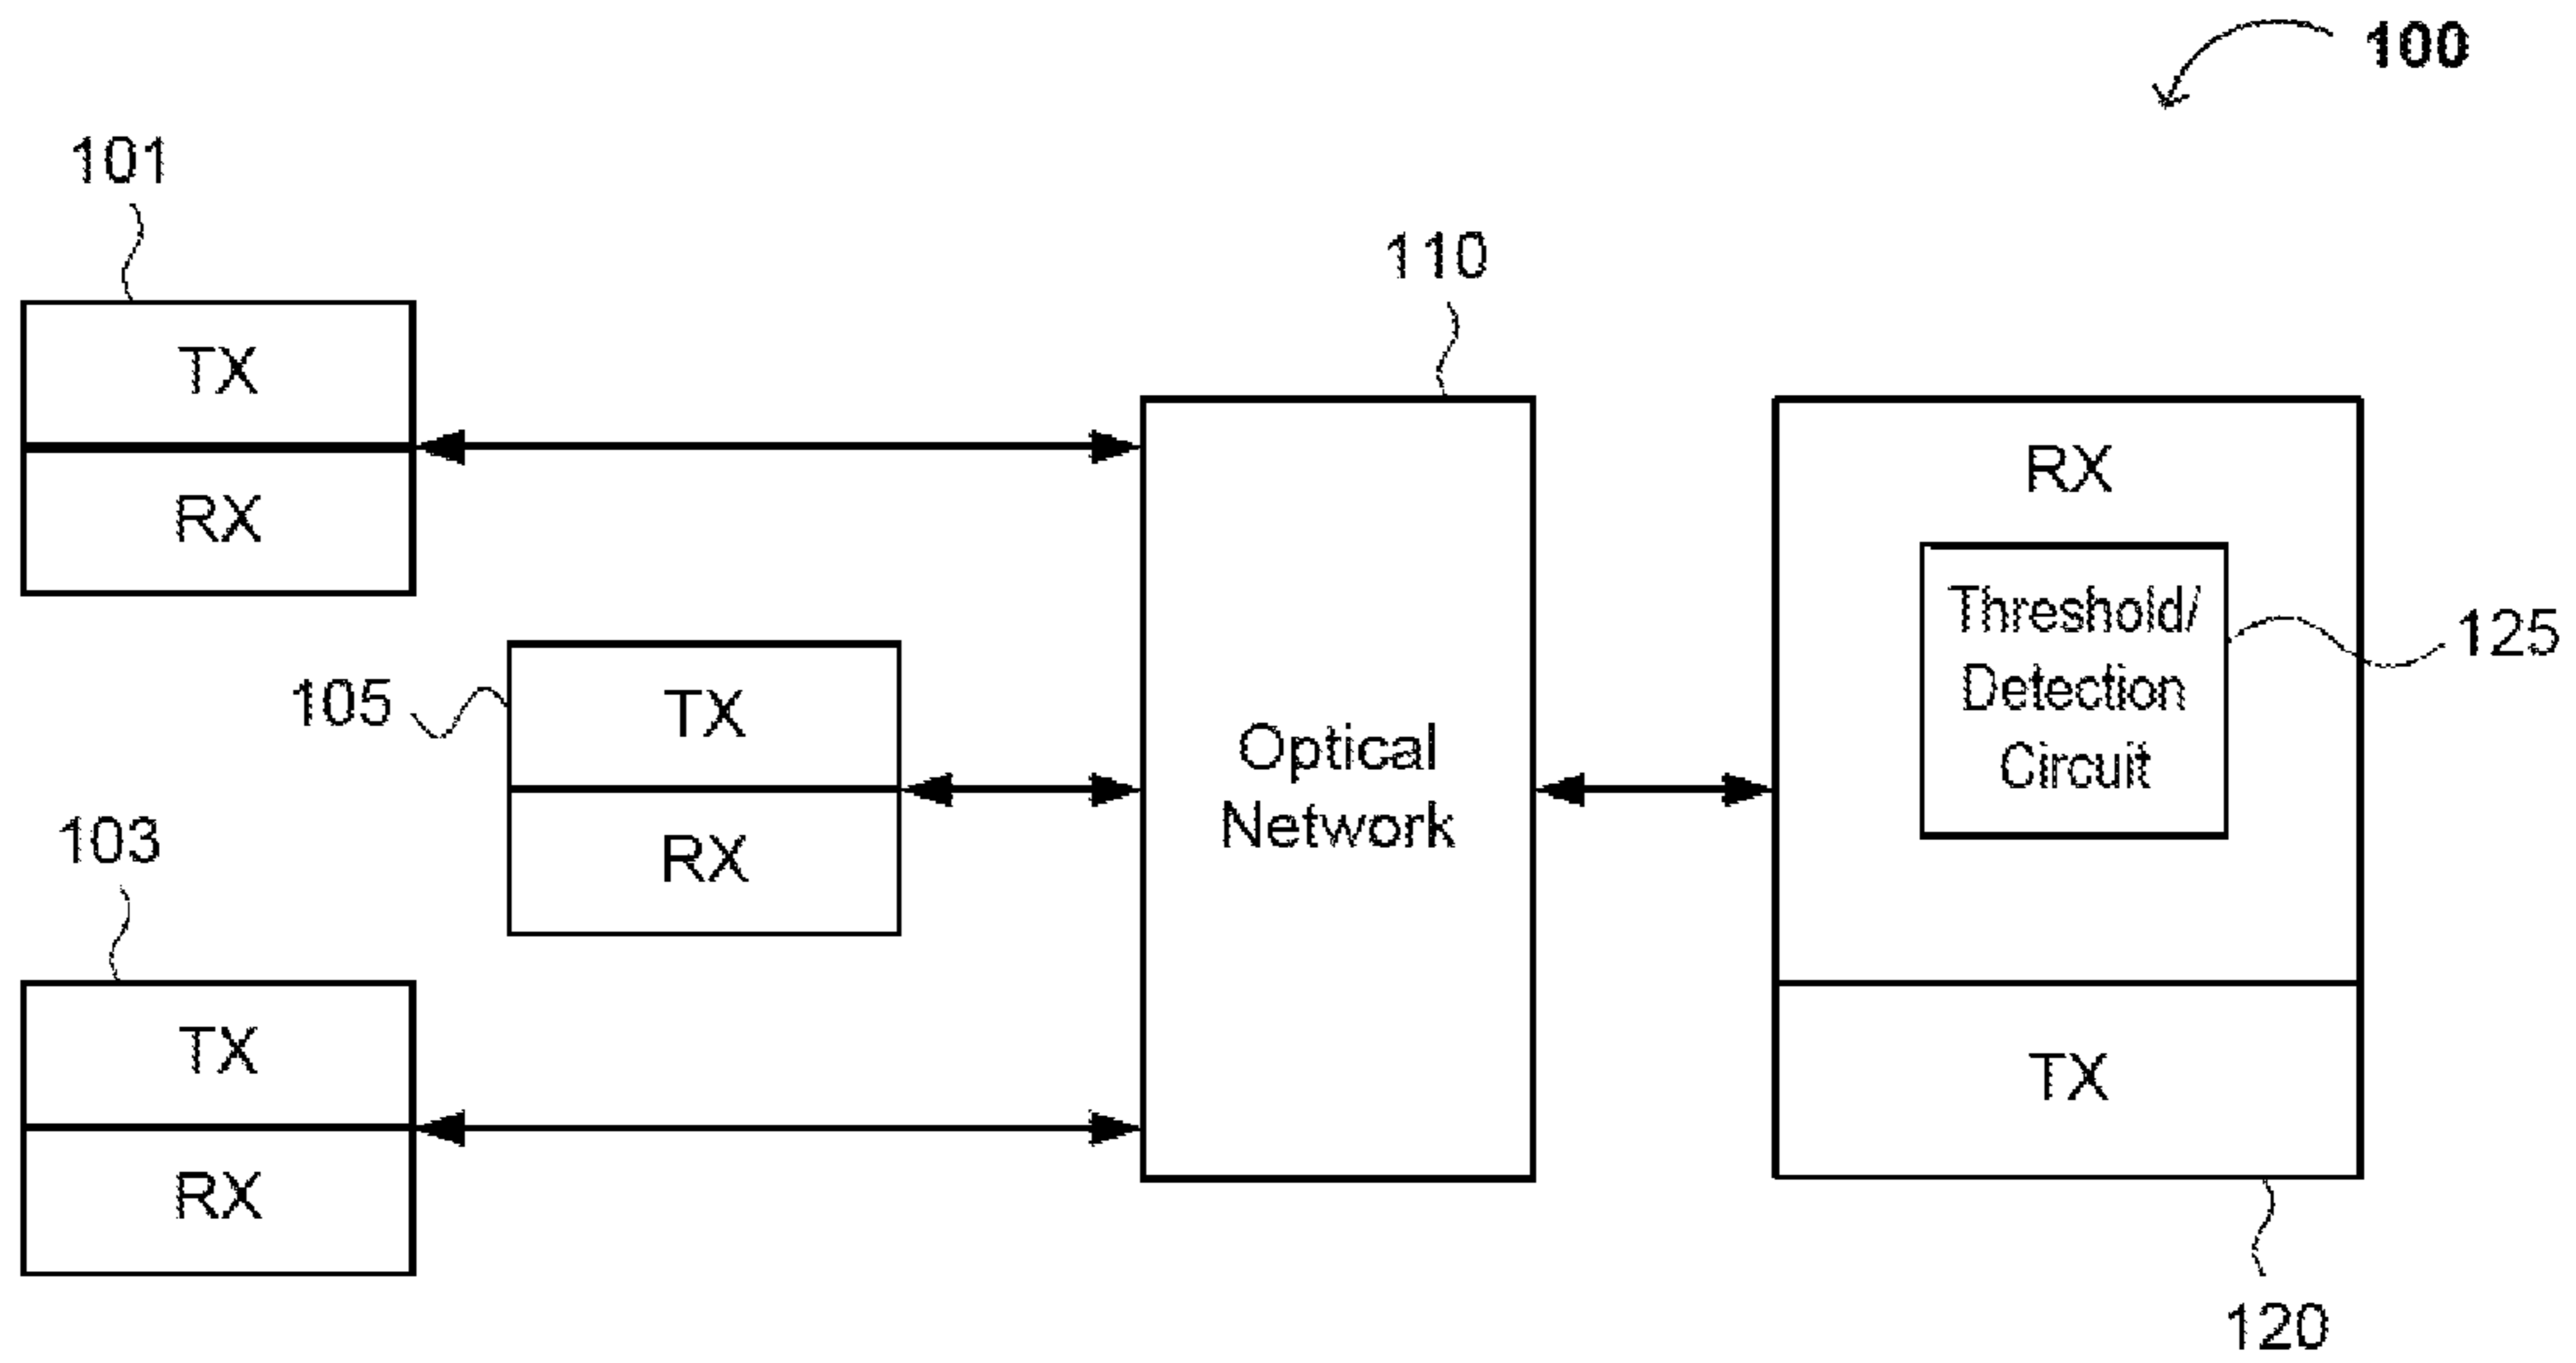 100
101
TX
RX
110
RX
Threshold/
Detection
Circuit
125
105
TX
RX
Optical
Network
103
TX
RX
TX
120